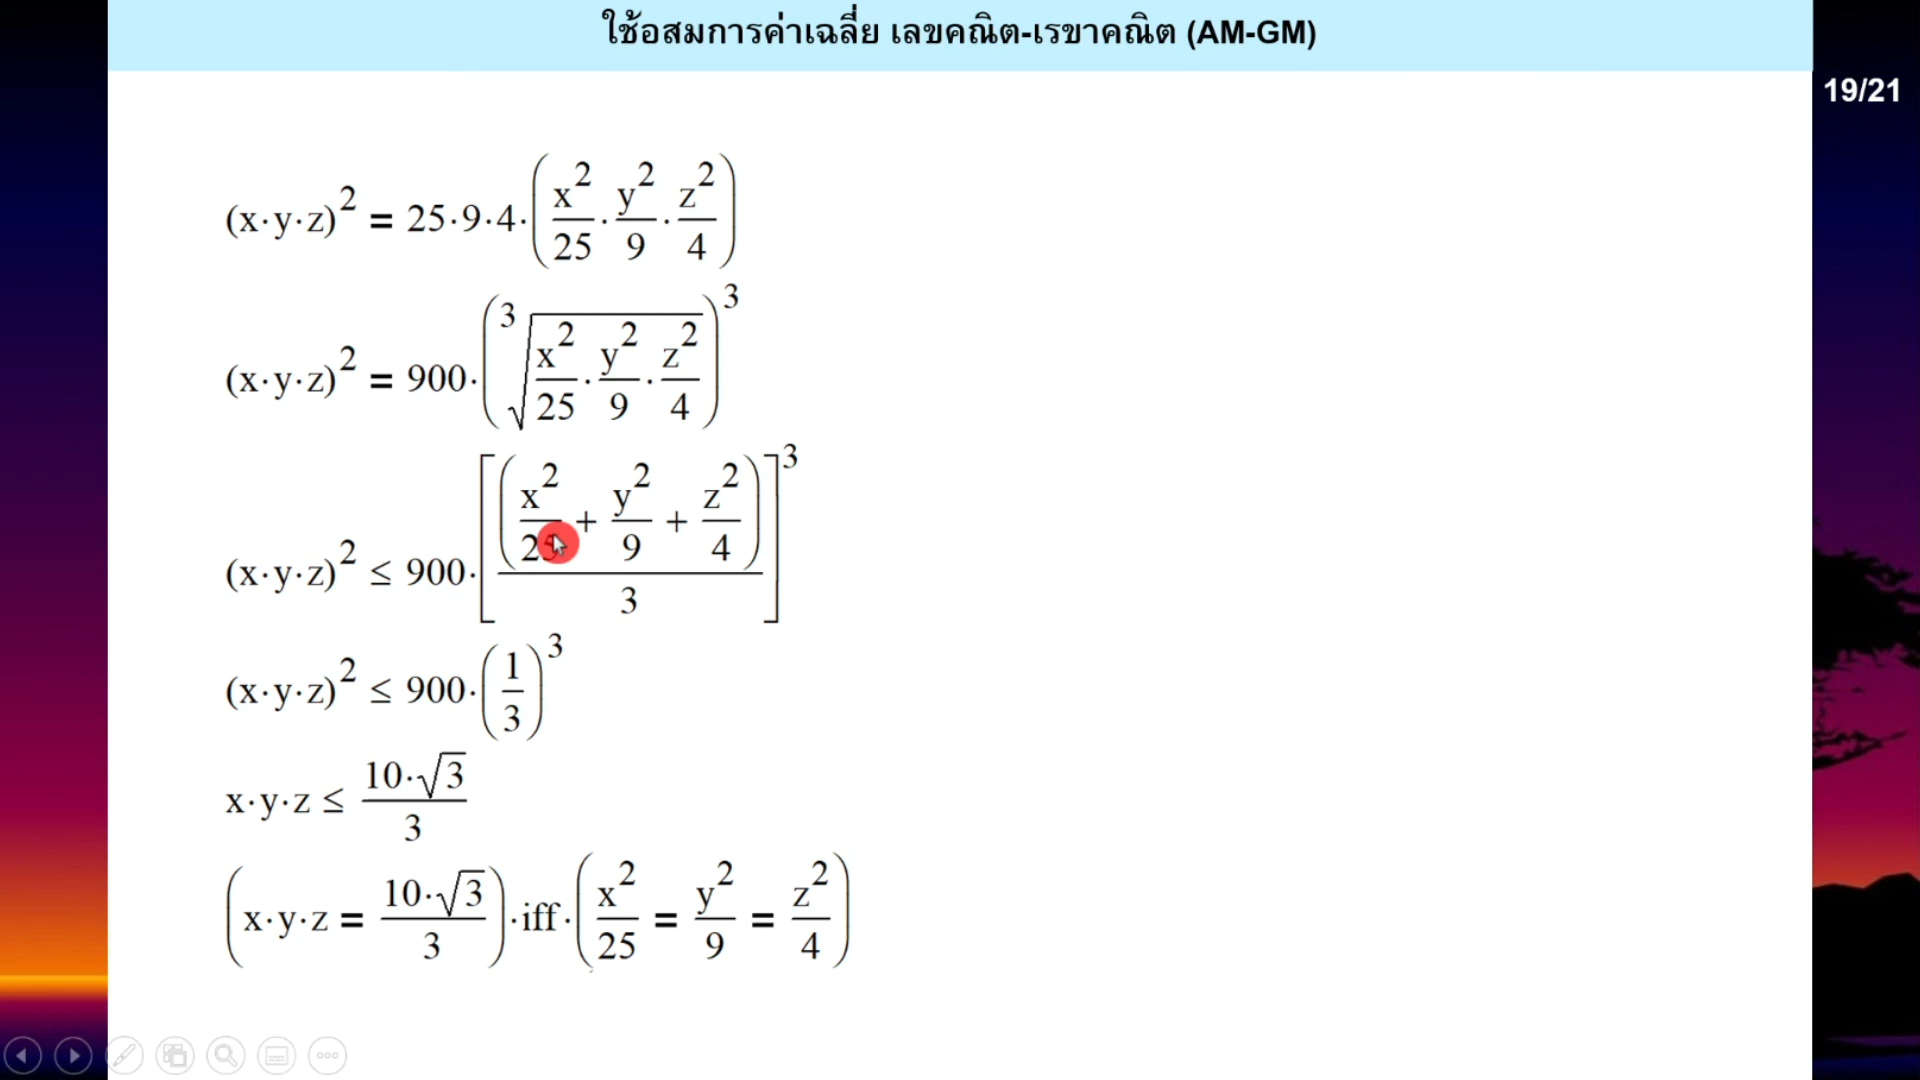 ใช้อสมการค่าเฉลี่ย เลขคณิต-เรขาคณิต (AM-GM)
19/21
(x·y·z)^2 = 25·9·4·(x^2/25 · y^2/9 · z^2/4)
(x·y·z)^2 = 900·(∛(x^2/25 · y^2/9 · z^2/4))^3
(x·y·z)^2 ≤ 900·[(x^2/25 + y^2/9 + z^2/4)/3]^3
(x·y·z)^2 ≤ 900·(1/3)^3
x·y·z ≤ 10·√3/3
(x·y·z = 10·√3/3)·iff·(x^2/25 = y^2/9 = z^2/4)